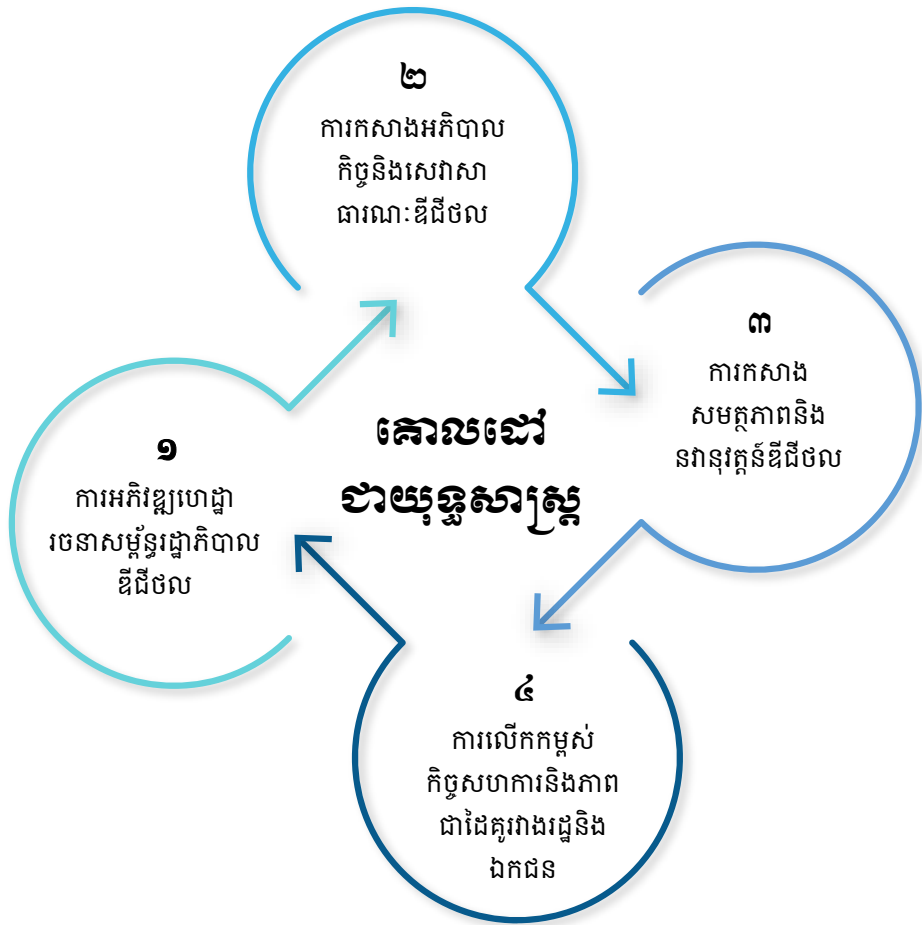 ២
ការកសាងអភិបាល
កិច្ចនិងសេវាសា
ធារណៈឌីជីថល
៣
ការកសាង
សមត្ថភាពនិង
នវានុវត្តន៍ឌីជីថល
គោលដៅ
ជាយុទ្ធសាស្ត្រ
១
ការអភិវឌ្ឍហេដ្ឋា
រចនាសម្ព័ន្ធរដ្ឋាភិបាល
ឌីជីថល
៤
ការលើកកម្ពស់
កិច្ចសហការនិងភាព
ជាដៃគូរវាងរដ្ឋនិង
ឯកជន